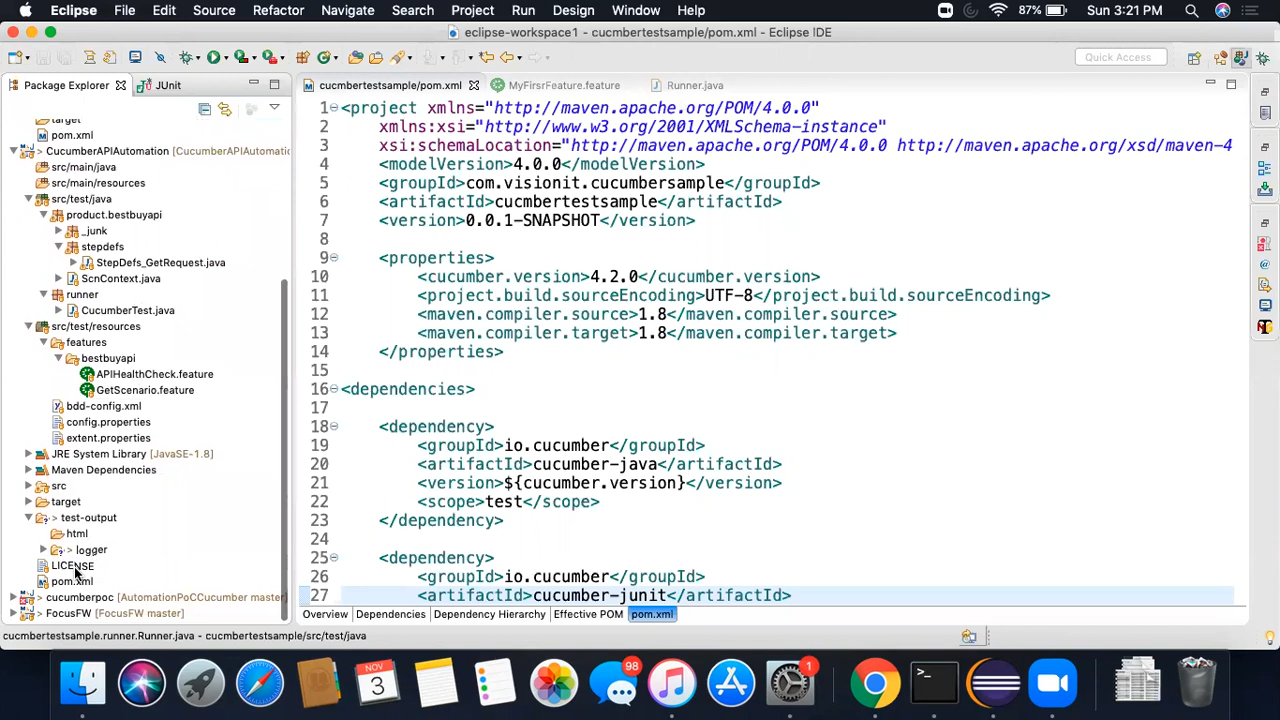 Eclipse File Edit Source Refactor Navigate Search Project Run Design Window Help 87% Sun 3:21 PM
eclipse-workspace1 - cucmbertestsample/pom.xml - Eclipse IDE
Quick Access
Package Explorer JUnit
cucmbertestsample/pom.xml MyFirsrFeature.feature Runner.java
target
pom.xml
> CucumberAPIAutomation [CucumberAPIAutomatic
src/main/java
src/main/resources
src/test/java
product.bestbuyapi
_junk
stepdefs
StepDefs_GetRequest.java
ScnContext.java
runner
CucumberTest.java
src/test/resources
features
bestbuyapi
APIHealthCheck.feature
GetScenario.feature
bdd-config.xml
config.properties
extent.properties
JRE System Library [JavaSE-1.8]
Maven Dependencies
src
target
> test-output
html
> logger
LICENSE
pom.xml
> cucumberpoc [AutomationPoCCucumber master]
> FocusFW [FocusFW master]
1 <project xmlns="http://maven.apache.org/POM/4.0.0"
2 xmlns:xsi="http://www.w3.org/2001/XMLSchema-instance"
3 xsi:schemaLocation="http://maven.apache.org/POM/4.0.0 http://maven.apache.org/xsd/maven-4
4 <modelVersion>4.0.0</modelVersion>
5 <groupId>com.visionit.cucumbersample</groupId>
6 <artifactId>cucmbertestsample</artifactId>
7 <version>0.0.1-SNAPSHOT</version>
8
9 <properties>
10 <cucumber.version>4.2.0</cucumber.version>
11 <project.build.sourceEncoding>UTF-8</project.build.sourceEncoding>
12 <maven.compiler.source>1.8</maven.compiler.source>
13 <maven.compiler.target>1.8</maven.compiler.target>
14 </properties>
15
16 <dependencies>
17
18 <dependency>
19 <groupId>io.cucumber</groupId>
20 <artifactId>cucumber-java</artifactId>
21 <version>${cucumber.version}</version>
22 <scope>test</scope>
23 </dependency>
24
25 <dependency>
26 <groupId>io.cucumber</groupId>
27 <artifactId>cucumber-junit</artifactId>
Overview Dependencies Dependency Hierarchy Effective POM pom.xml
cucmbertestsample.runner.Runner.java - cucmbertestsample/src/test/java
NOV
3
98
1